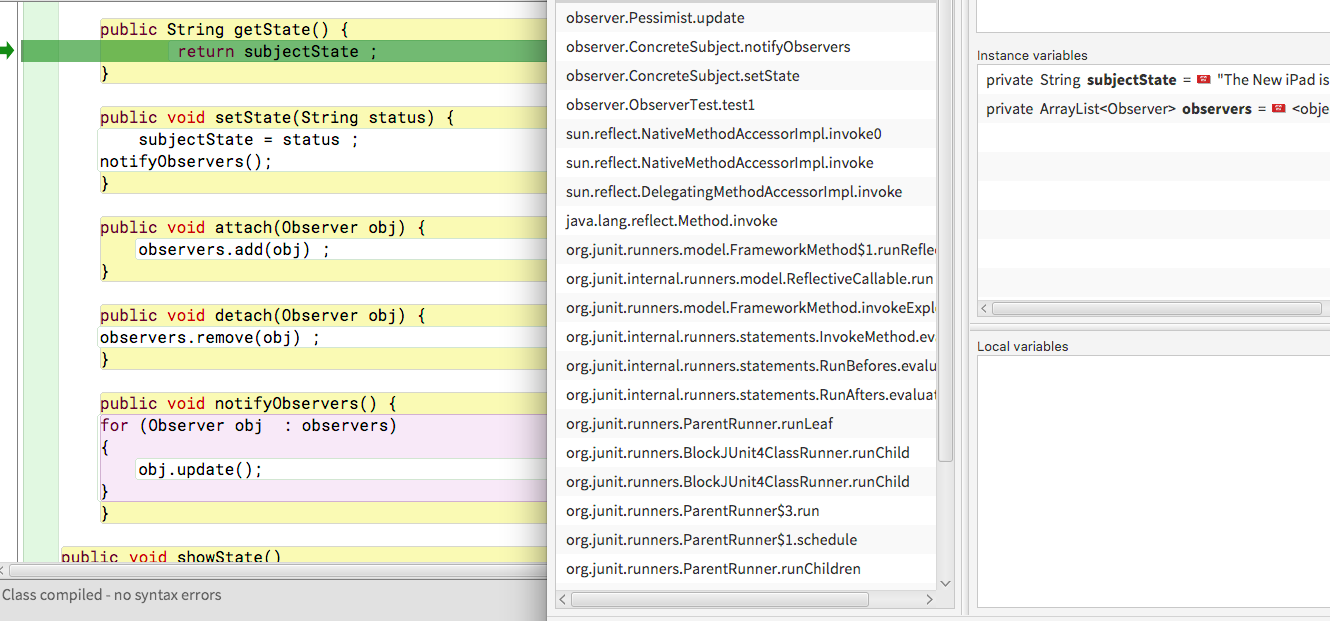 public String getState() {
return subjectState ;
}
public void setState(String status) {
subjectState = status ;
notifyObservers();
}
public void attach(Observer obj) {
observers.add(obj) ;
}
public void detach(Observer obj) {
observers.remove(obj) ;
}
public void notifyObservers() {
for (Observer obj  : observers)
{
obj.update();
}
}
public void showState()
Class compiled - no syntax errors
observer.Pessimist.update
observer.ConcreteSubject.notifyObservers
observer.ConcreteSubject.setState
observer.ObserverTest.test1
sun.reflect.NativeMethodAccessorImpl.invoke0
sun.reflect.NativeMethodAccessorImpl.invoke
sun.reflect.DelegatingMethodAccessorImpl.invoke
java.lang.reflect.Method.invoke
org.junit.runners.model.FrameworkMethod$1.runRefle
org.junit.internal.runners.model.ReflectiveCallable.run
org.junit.runners.model.FrameworkMethod.invokeExpl
org.junit.internal.runners.statements.InvokeMethod.eva
org.junit.internal.runners.statements.RunBefores.evalu
org.junit.internal.runners.statements.RunAfters.evaluat
org.junit.runners.ParentRunner.runLeaf
org.junit.runners.BlockJUnit4ClassRunner.runChild
org.junit.runners.BlockJUnit4ClassRunner.runChild
org.junit.runners.ParentRunner$3.run
org.junit.runners.ParentRunner$1.schedule
org.junit.runners.ParentRunner.runChildren
Instance variables
private String subjectState = "The New iPad is
private ArrayList<Observer> observers = <obje
Local variables